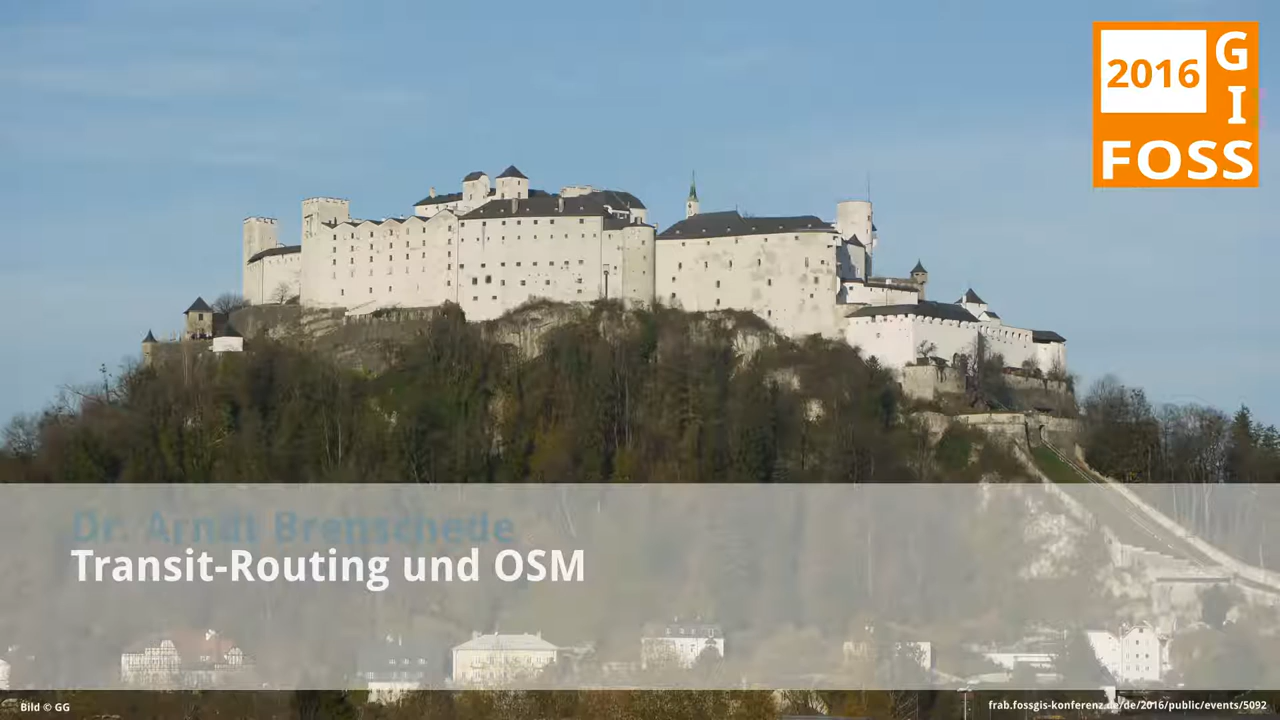 2016
G
I
FOSS
Dr. Arndt Brenschede
Transit-Routing und OSM
Bild © GG
frab.fossgis-konferenz.de/de/2016/public/events/5092